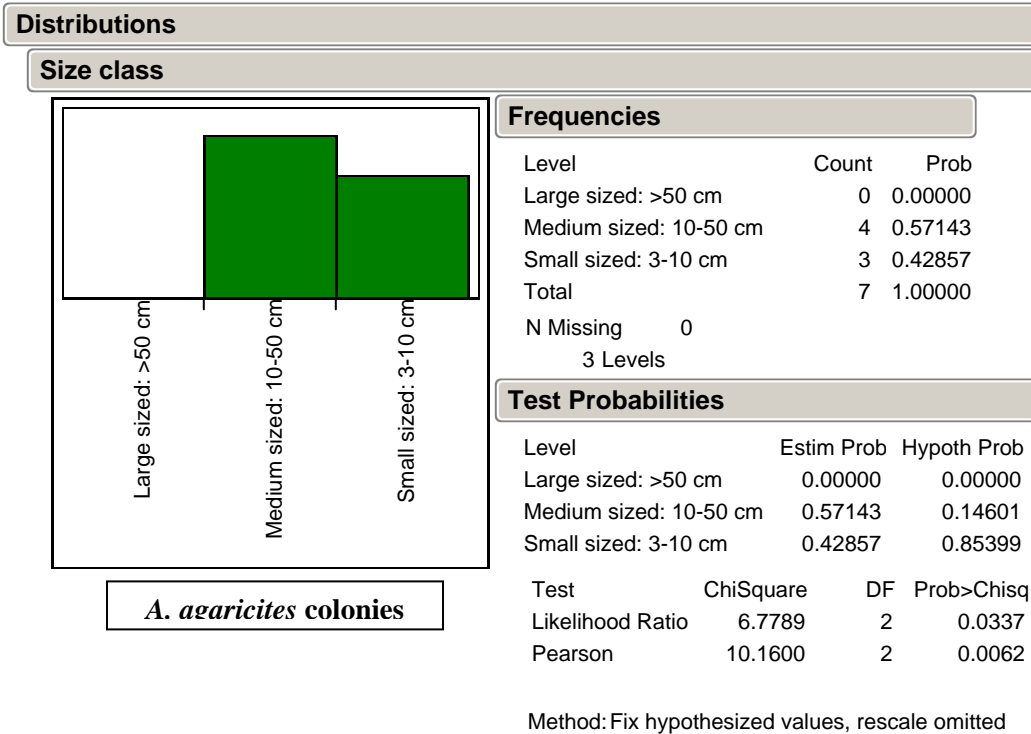 Distributions
Size class
Large sized: >50 cm
Medium sized: 10-50 cm
Small sized: 3-10 cm
A. agaricites colonies
Frequencies
Level Count Prob
Large sized: >50 cm 0 0.00000
Medium sized: 10-50 cm 4 0.57143
Small sized: 3-10 cm 3 0.42857
Total 7 1.00000
N Missing 0
3 Levels
Test Probabilities
Level Estim Prob Hypoth Prob
Large sized: >50 cm 0.00000 0.00000
Medium sized: 10-50 cm 0.57143 0.14601
Small sized: 3-10 cm 0.42857 0.85399
Test ChiSquare DF Prob>Chisq
Likelihood Ratio 6.7789 2 0.0337
Pearson 10.1600 2 0.0062
Method: Fix hypothesized values, rescale omitted